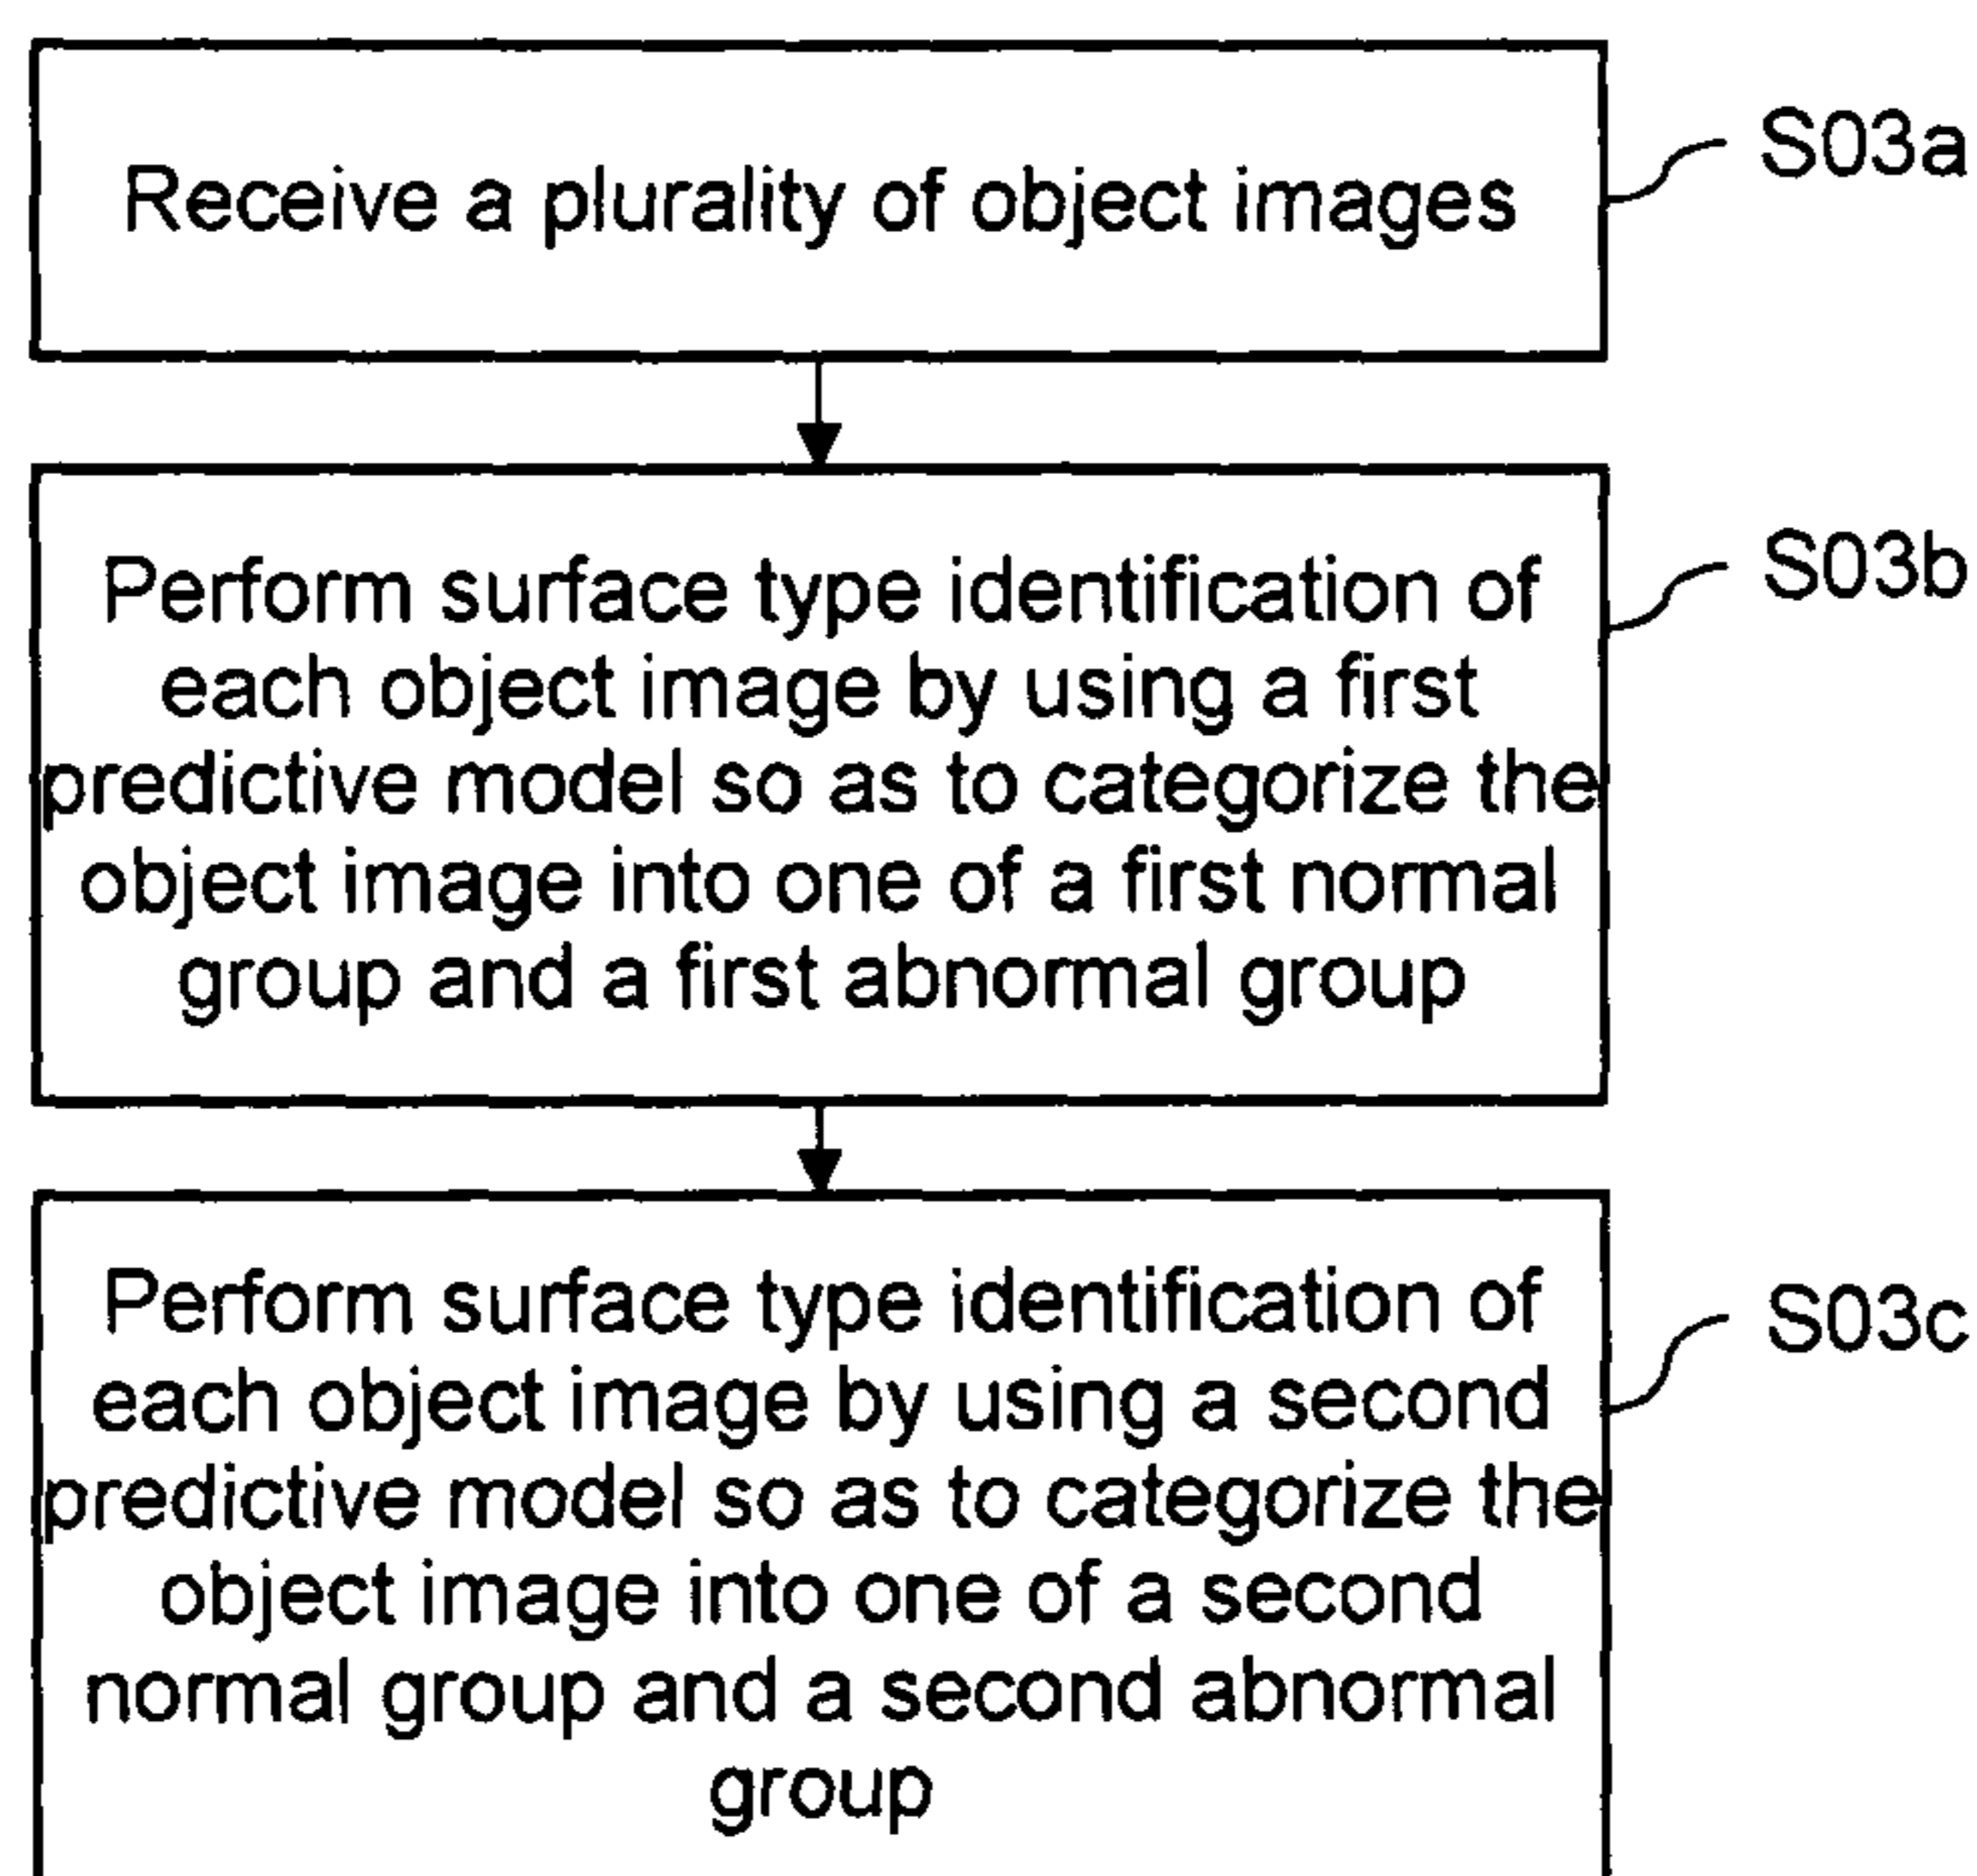 Receive a plurality of object images
S03a
Perform surface type identification of
each object image by using a first
predictive model so as to categorize the
object image into one of a first normal
group and a first abnormal group
S03b
Perform surface type identification of
each object image by using a second
predictive model so as to categorize the
object image into one of a second
normal group and a second abnormal
group
S03c